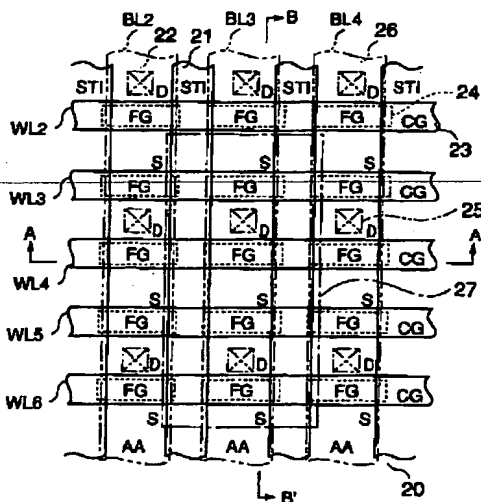 BL2 22 21 BL3 B BL4 26
STI D STI D STI D STI
24
WL2 FG FG FG CG
23
S S S
WL3 FG FG FG CG
D D D 25
A A
WL4 FG FG FG CG
S S S 27
WL5 FG FG FG CG
D D D
WL6 FG FG FG CG
S S S
AA AA AA
20
B'